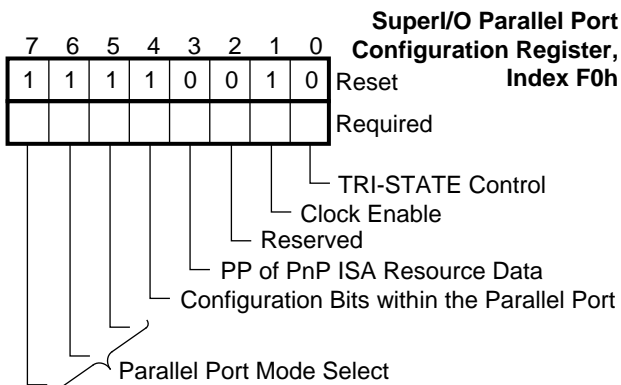 SuperI/O Parallel Port
Configuration Register,
Index F0h
7 6 5 4 3 2 1 0
1 1 1 1 0 0 1 0 Reset
Required
TRI-STATE Control
Clock Enable
Reserved
PP of PnP ISA Resource Data
Configuration Bits within the Parallel Port
Parallel Port Mode Select